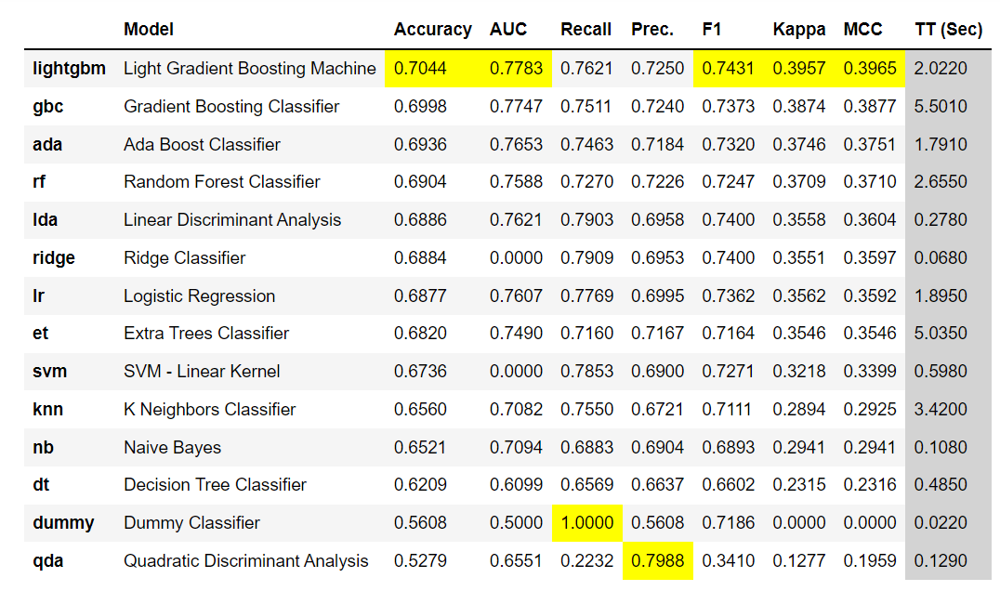 Model Accuracy AUC Recall Prec. F1 Kappa MCC TT (Sec)
lightgbm Light Gradient Boosting Machine 0.7044 0.7783 0.7621 0.7250 0.7431 0.3957 0.3965 2.0220
gbc Gradient Boosting Classifier 0.6998 0.7747 0.7511 0.7240 0.7373 0.3874 0.3877 5.5010
ada Ada Boost Classifier 0.6936 0.7653 0.7463 0.7184 0.7320 0.3746 0.3751 1.7910
rf Random Forest Classifier 0.6904 0.7588 0.7270 0.7226 0.7247 0.3709 0.3710 2.6550
lda Linear Discriminant Analysis 0.6886 0.7621 0.7903 0.6958 0.7400 0.3558 0.3604 0.2780
ridge Ridge Classifier 0.6884 0.0000 0.7909 0.6953 0.7400 0.3551 0.3597 0.0680
lr Logistic Regression 0.6877 0.7607 0.7769 0.6995 0.7362 0.3562 0.3592 1.8950
et Extra Trees Classifier 0.6820 0.7490 0.7160 0.7167 0.7164 0.3546 0.3546 5.0350
svm SVM - Linear Kernel 0.6736 0.0000 0.7853 0.6900 0.7271 0.3218 0.3399 0.5980
knn K Neighbors Classifier 0.6560 0.7082 0.7550 0.6721 0.7111 0.2894 0.2925 3.4200
nb Naive Bayes 0.6521 0.7094 0.6883 0.6904 0.6893 0.2941 0.2941 0.1080
dt Decision Tree Classifier 0.6209 0.6099 0.6569 0.6637 0.6602 0.2315 0.2316 0.4850
dummy Dummy Classifier 0.5608 0.5000 1.0000 0.5608 0.7186 0.0000 0.0000 0.0220
qda Quadratic Discriminant Analysis 0.5279 0.6551 0.2232 0.7988 0.3410 0.1277 0.1959 0.1290